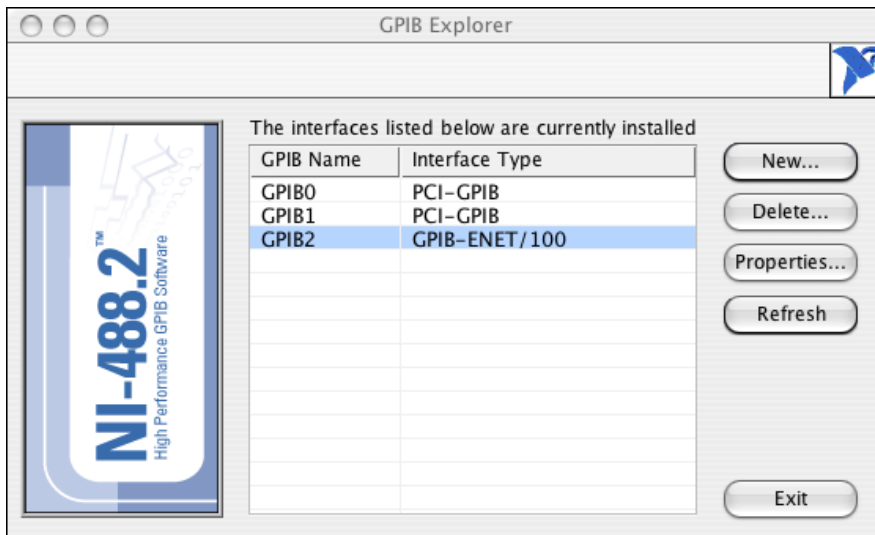 GPIB Explorer
NI-488.2™
High Performance GPIB Software
The interfaces listed below are currently installed
GPIB Name Interface Type
GPIB0 PCI-GPIB
GPIB1 PCI-GPIB
GPIB2 GPIB-ENET/100
New...
Delete...
Properties...
Refresh
Exit